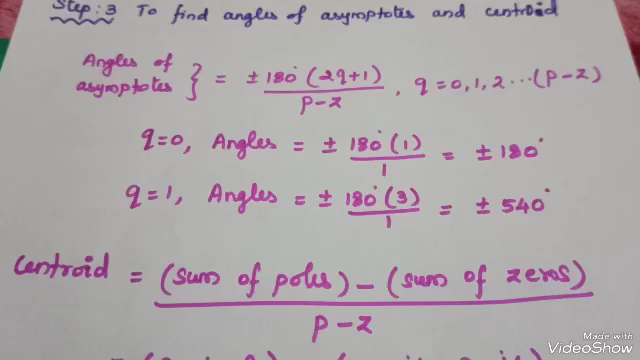 Step:3 To find angles of asymptotes and centroid
Angles of asymptotes } = ± 180° (2q+1) / p-z , q = 0, 1, 2 ... (p-z)
q=0, Angles = ± 180° (1) / 1 = ± 180°
q=1, Angles = ± 180° (3) / 1 = ± 540°
Centroid = (sum of poles) - (sum of zeros) / p-z
Made with
VideoShow